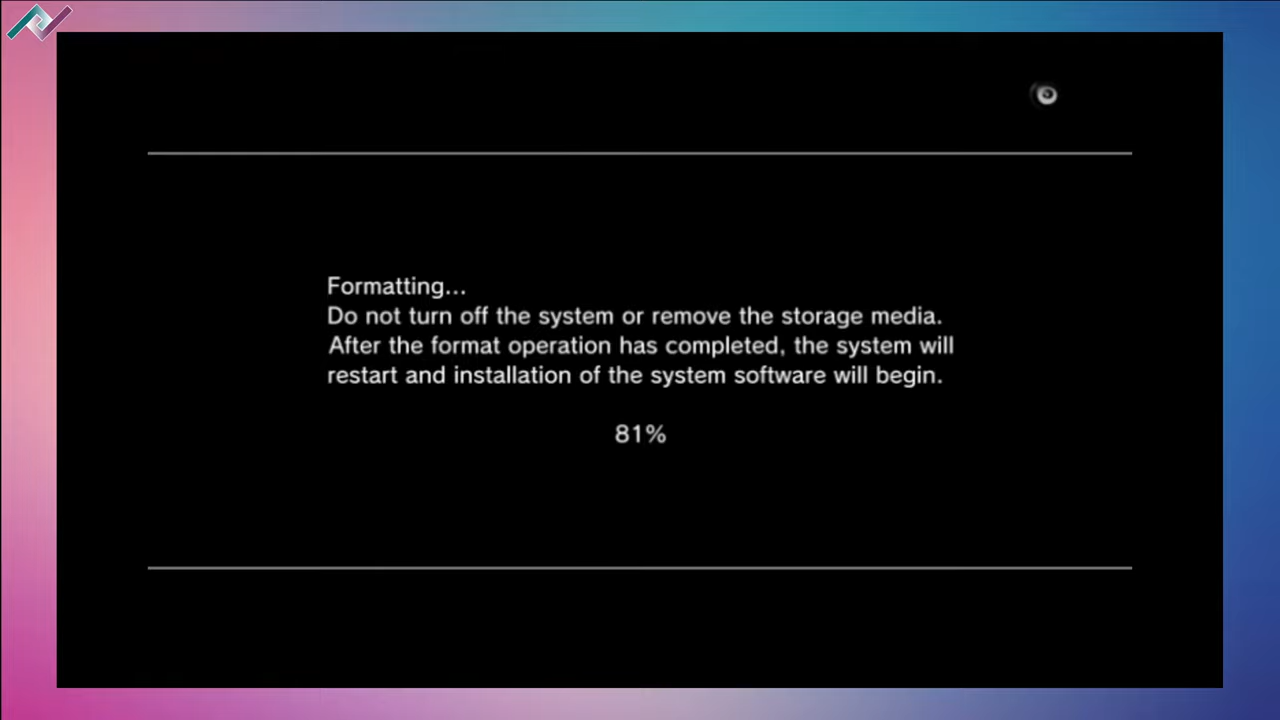 Formatting...
Do not turn off the system or remove the storage media.
After the format operation has completed, the system will
restart and installation of the system software will begin.
81%